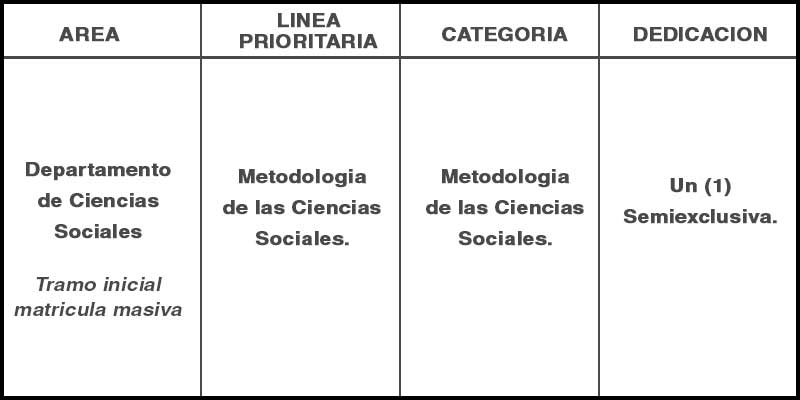 AREA
LINEA
PRIORITARIA
CATEGORIA
DEDICACION
Departamento
de Ciencias
Sociales
Tramo inicial
matricula masiva
Metodologia
de las Ciencias
Sociales.
Metodologia
de las Ciencias
Sociales.
Un (1)
Semiexclusiva.